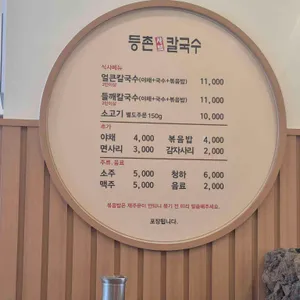 등촌 칼국수
식사메뉴
얼큰칼국수(야채+국수+볶음밥) 11,000
들깨칼국수(야채+국수+볶음밥) 11,000
소고기 별도주문 150g 10,000
추가
야채 4,000 볶음밥 4,000
면사리 3,000 감자사리 2,000
주류, 음료
소주 5,000 청하 6,000
맥주 5,000 음료 2,000
포장됩니다.